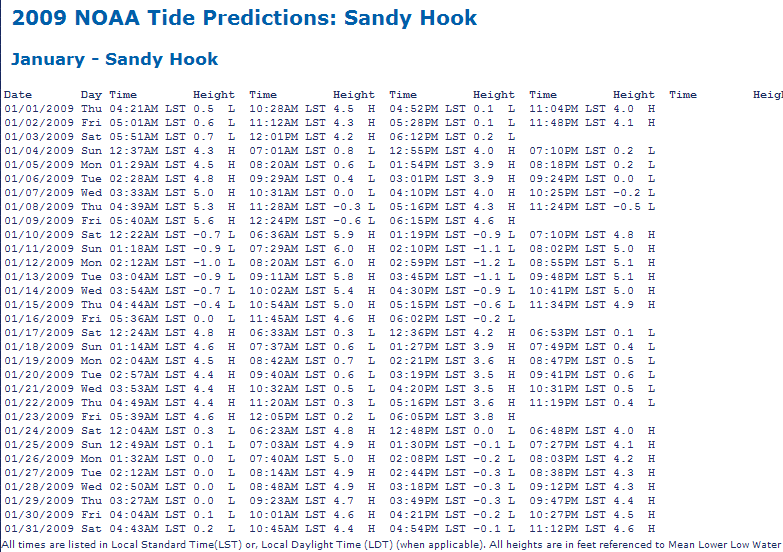 2009 NOAA Tide Predictions: Sandy Hook
January - Sandy Hook
Date Day Time Height Time Height Time Height Time Height Time Heig
01/01/2009 Thu 04:21AM LST 0.5 L 10:28AM LST 4.5 H 04:52PM LST 0.1 L 11:04PM LST 4.0 H
01/02/2009 Fri 05:01AM LST 0.6 L 11:12AM LST 4.3 H 05:28PM LST 0.1 L 11:48PM LST 4.1 H
01/03/2009 Sat 05:51AM LST 0.7 L 12:01PM LST 4.2 H 06:12PM LST 0.2 L
01/04/2009 Sun 12:37AM LST 4.3 H 07:01AM LST 0.8 L 12:55PM LST 4.0 H 07:10PM LST 0.2 L
01/05/2009 Mon 01:29AM LST 4.5 H 08:20AM LST 0.6 L 01:54PM LST 3.9 H 08:18PM LST 0.2 L
01/06/2009 Tue 02:28AM LST 4.8 H 09:29AM LST 0.4 L 03:01PM LST 3.9 H 09:24PM LST 0.0 L
01/07/2009 Wed 03:33AM LST 5.0 H 10:31AM LST 0.0 L 04:10PM LST 4.0 H 10:25PM LST -0.2 L
01/08/2009 Thu 04:39AM LST 5.3 H 11:28AM LST -0.3 L 05:16PM LST 4.3 H 11:24PM LST -0.5 L
01/09/2009 Fri 05:40AM LST 5.6 H 12:24PM LST -0.6 L 06:15PM LST 4.6 H
01/10/2009 Sat 12:22AM LST -0.7 L 06:36AM LST 5.9 H 01:19PM LST -0.9 L 07:10PM LST 4.8 H
01/11/2009 Sun 01:18AM LST -0.9 L 07:29AM LST 6.0 H 02:10PM LST -1.1 L 08:02PM LST 5.0 H
01/12/2009 Mon 02:12AM LST -1.0 L 08:20AM LST 6.0 H 02:59PM LST -1.2 L 08:55PM LST 5.1 H
01/13/2009 Tue 03:04AM LST -0.9 L 09:11AM LST 5.8 H 03:45PM LST -1.1 L 09:48PM LST 5.1 H
01/14/2009 Wed 03:54AM LST -0.7 L 10:02AM LST 5.4 H 04:30PM LST -0.9 L 10:41PM LST 5.0 H
01/15/2009 Thu 04:44AM LST -0.4 L 10:54AM LST 5.0 H 05:15PM LST -0.6 L 11:34PM LST 4.9 H
01/16/2009 Fri 05:36AM LST 0.0 L 11:45AM LST 4.6 H 06:02PM LST -0.2 L
01/17/2009 Sat 12:24AM LST 4.8 H 06:33AM LST 0.3 L 12:36PM LST 4.2 H 06:53PM LST 0.1 L
01/18/2009 Sun 01:14AM LST 4.6 H 07:37AM LST 0.6 L 01:27PM LST 3.9 H 07:49PM LST 0.4 L
01/19/2009 Mon 02:04AM LST 4.5 H 08:42AM LST 0.7 L 02:21PM LST 3.6 H 08:47PM LST 0.5 L
01/20/2009 Tue 02:57AM LST 4.4 H 09:40AM LST 0.6 L 03:19PM LST 3.5 H 09:41PM LST 0.6 L
01/21/2009 Wed 03:53AM LST 4.4 H 10:32AM LST 0.5 L 04:20PM LST 3.5 H 10:31PM LST 0.5 L
01/22/2009 Thu 04:49AM LST 4.4 H 11:20AM LST 0.3 L 05:16PM LST 3.6 H 11:19PM LST 0.4 L
01/23/2009 Fri 05:39AM LST 4.6 H 12:05PM LST 0.2 L 06:05PM LST 3.8 H
01/24/2009 Sat 12:04AM LST 0.3 L 06:23AM LST 4.8 H 12:48PM LST 0.0 L 06:48PM LST 4.0 H
01/25/2009 Sun 12:49AM LST 0.1 L 07:03AM LST 4.9 H 01:30PM LST -0.1 L 07:27PM LST 4.1 H
01/26/2009 Mon 01:32AM LST 0.0 L 07:40AM LST 5.0 H 02:08PM LST -0.2 L 08:03PM LST 4.2 H
01/27/2009 Tue 02:12AM LST 0.0 L 08:14AM LST 4.9 H 02:44PM LST -0.3 L 08:38PM LST 4.3 H
01/28/2009 Wed 02:50AM LST 0.0 L 08:48AM LST 4.9 H 03:18PM LST -0.3 L 09:12PM LST 4.3 H
01/29/2009 Thu 03:27AM LST 0.0 L 09:23AM LST 4.7 H 03:49PM LST -0.3 L 09:47PM LST 4.4 H
01/30/2009 Fri 04:04AM LST 0.1 L 10:01AM LST 4.6 H 04:21PM LST -0.2 L 10:27PM LST 4.5 H
01/31/2009 Sat 04:43AM LST 0.2 L 10:45AM LST 4.4 H 04:54PM LST -0.1 L 11:12PM LST 4.6 H
All times are listed in Local Standard Time(LST) or, Local Daylight Time (LDT) (when applicable). All heights are in feet referenced to Mean Lower Low Water